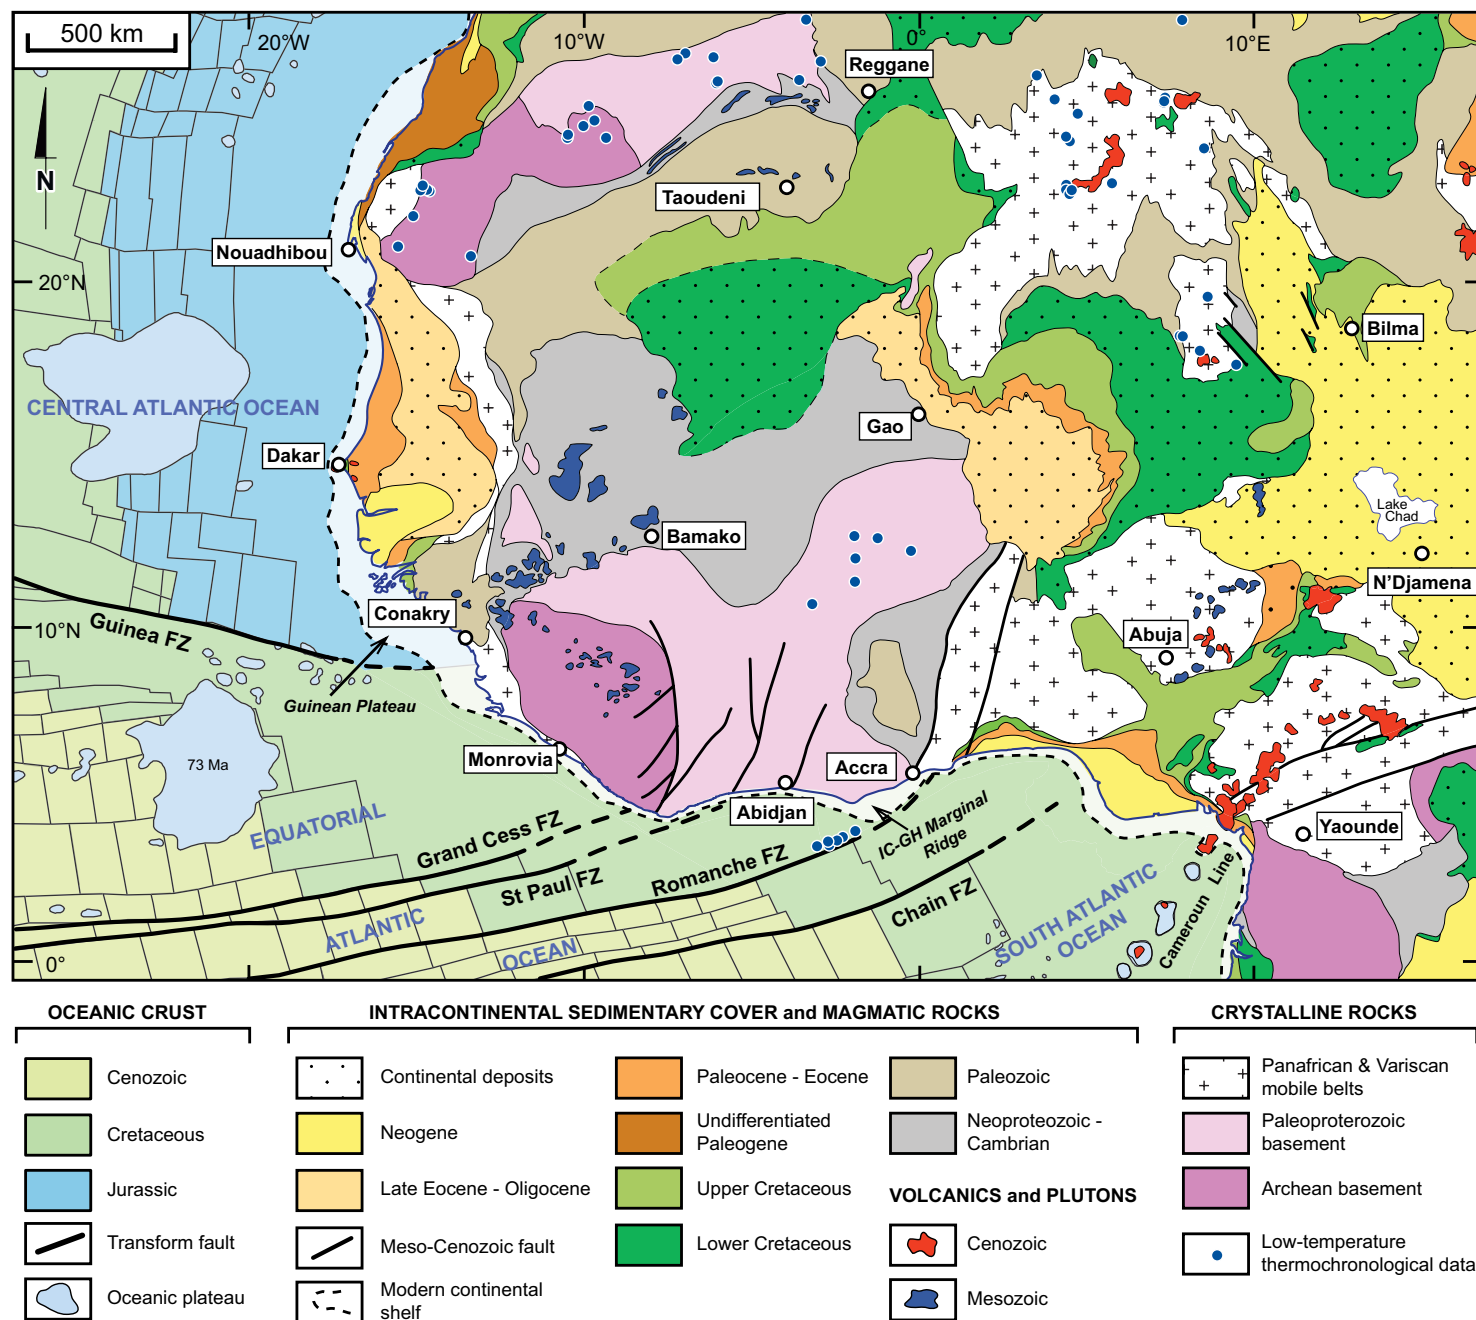 500 km
20°W
10°W
0°
10°E
Reggane
N
Taoudeni
Nouadhibou
20°N
Bilma
CENTRAL ATLANTIC OCEAN
Gao
Dakar
Lake
Chad
Bamako
N'Djamena
Conakry
Guinea FZ
10°N
Abuja
Guinean Plateau
Monrovia
Accra
73 Ma
Abidjan
IC-GH Marginal
Ridge
EQUATORIAL
Grand Cess FZ
Yaounde
St Paul FZ
Romanche FZ
Chain FZ
ATLANTIC
OCEAN
SOUTH ATLANTIC
OCEAN
Cameroun Line
0°
OCEANIC CRUST
Cenozoic
Cretaceous
Jurassic
Transform fault
Oceanic plateau
INTRACONTINENTAL SEDIMENTARY COVER and MAGMATIC ROCKS
Continental deposits
Neogene
Late Eocene - Oligocene
Meso-Cenozoic fault
Modern continental
shelf
Paleocene - Eocene
Undifferentiated
Paleogene
Upper Cretaceous
Lower Cretaceous
Paleozoic
Neoproteozoic -
Cambrian
VOLCANICS and PLUTONS
Cenozoic
Mesozoic
CRYSTALLINE ROCKS
Panafrican & Variscan
mobile belts
Paleoproterozoic
basement
Archean basement
Low-temperature
thermochronological data